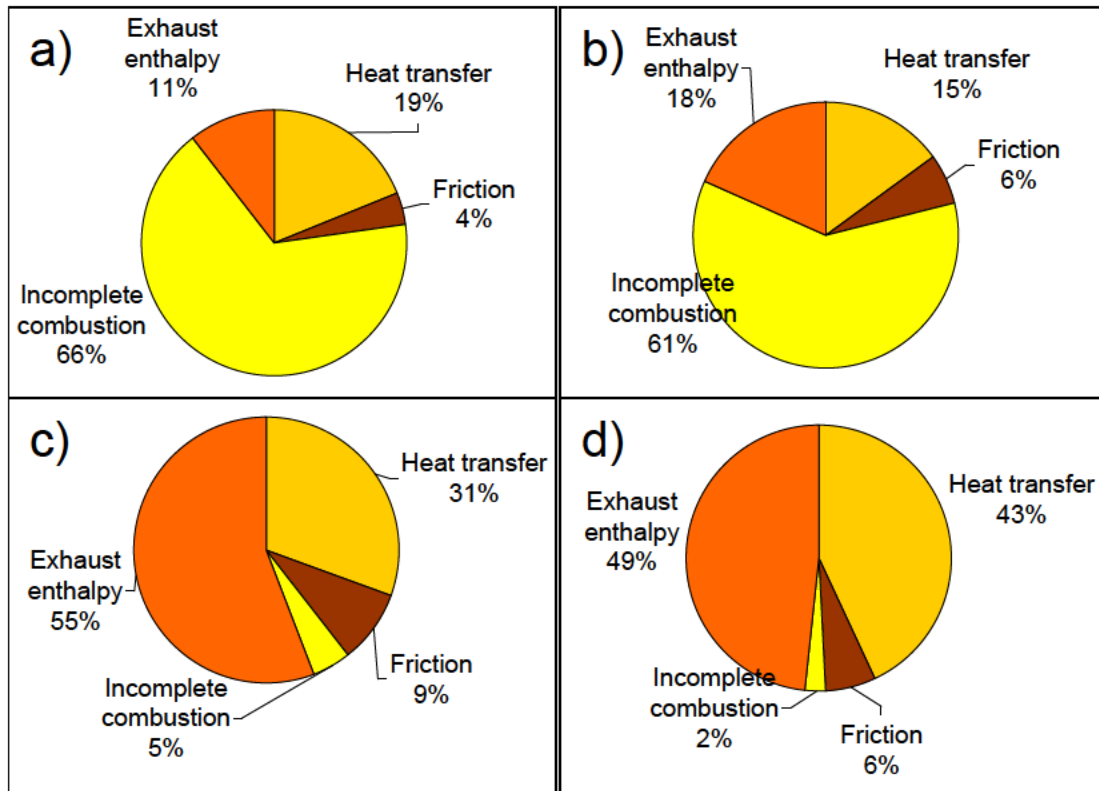 a)
Exhaust
enthalpy
11%
Heat transfer
19%
Friction
4%
Incomplete
combustion
66%
b)
Exhaust
enthalpy
18%
Heat transfer
15%
Friction
6%
Incomplete
combustion
61%
c)
Heat transfer
31%
Exhaust
enthalpy
55%
Friction
9%
Incomplete
combustion
5%
d)
Heat transfer
43%
Exhaust
enthalpy
49%
Incomplete
combustion
2%
Friction
6%